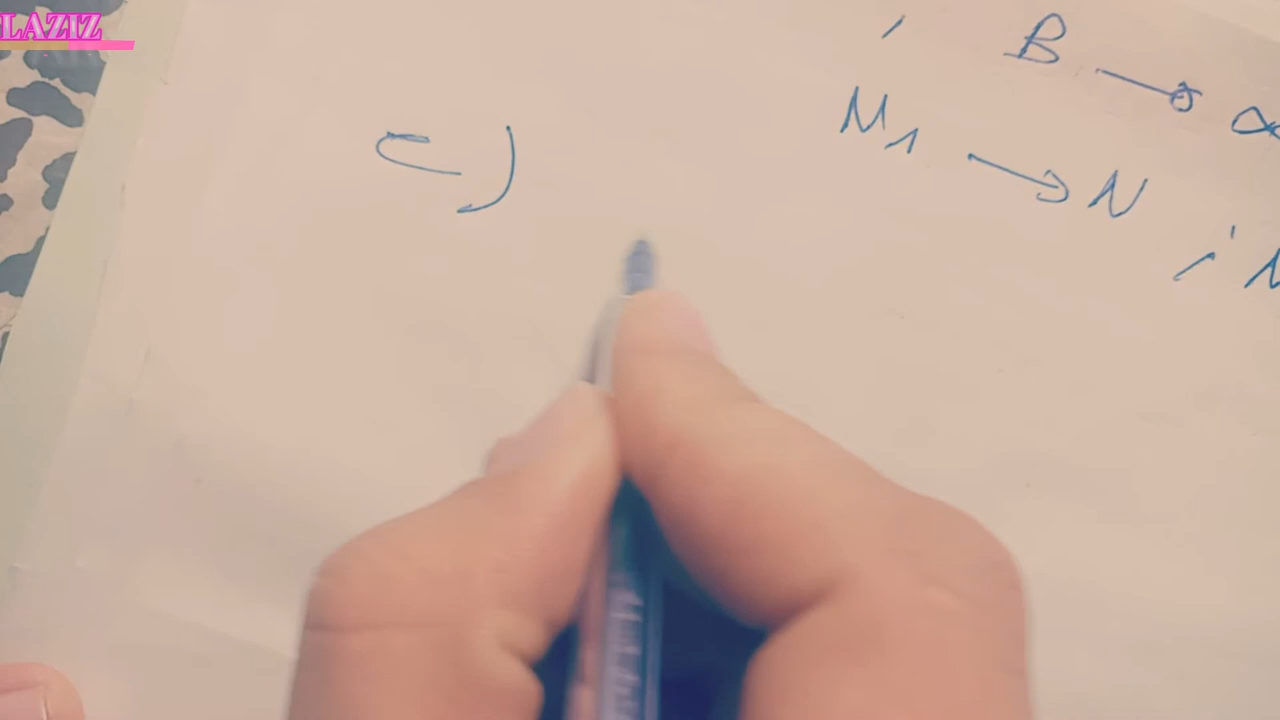 LAZIZ
B → α
M₁ → N
c)